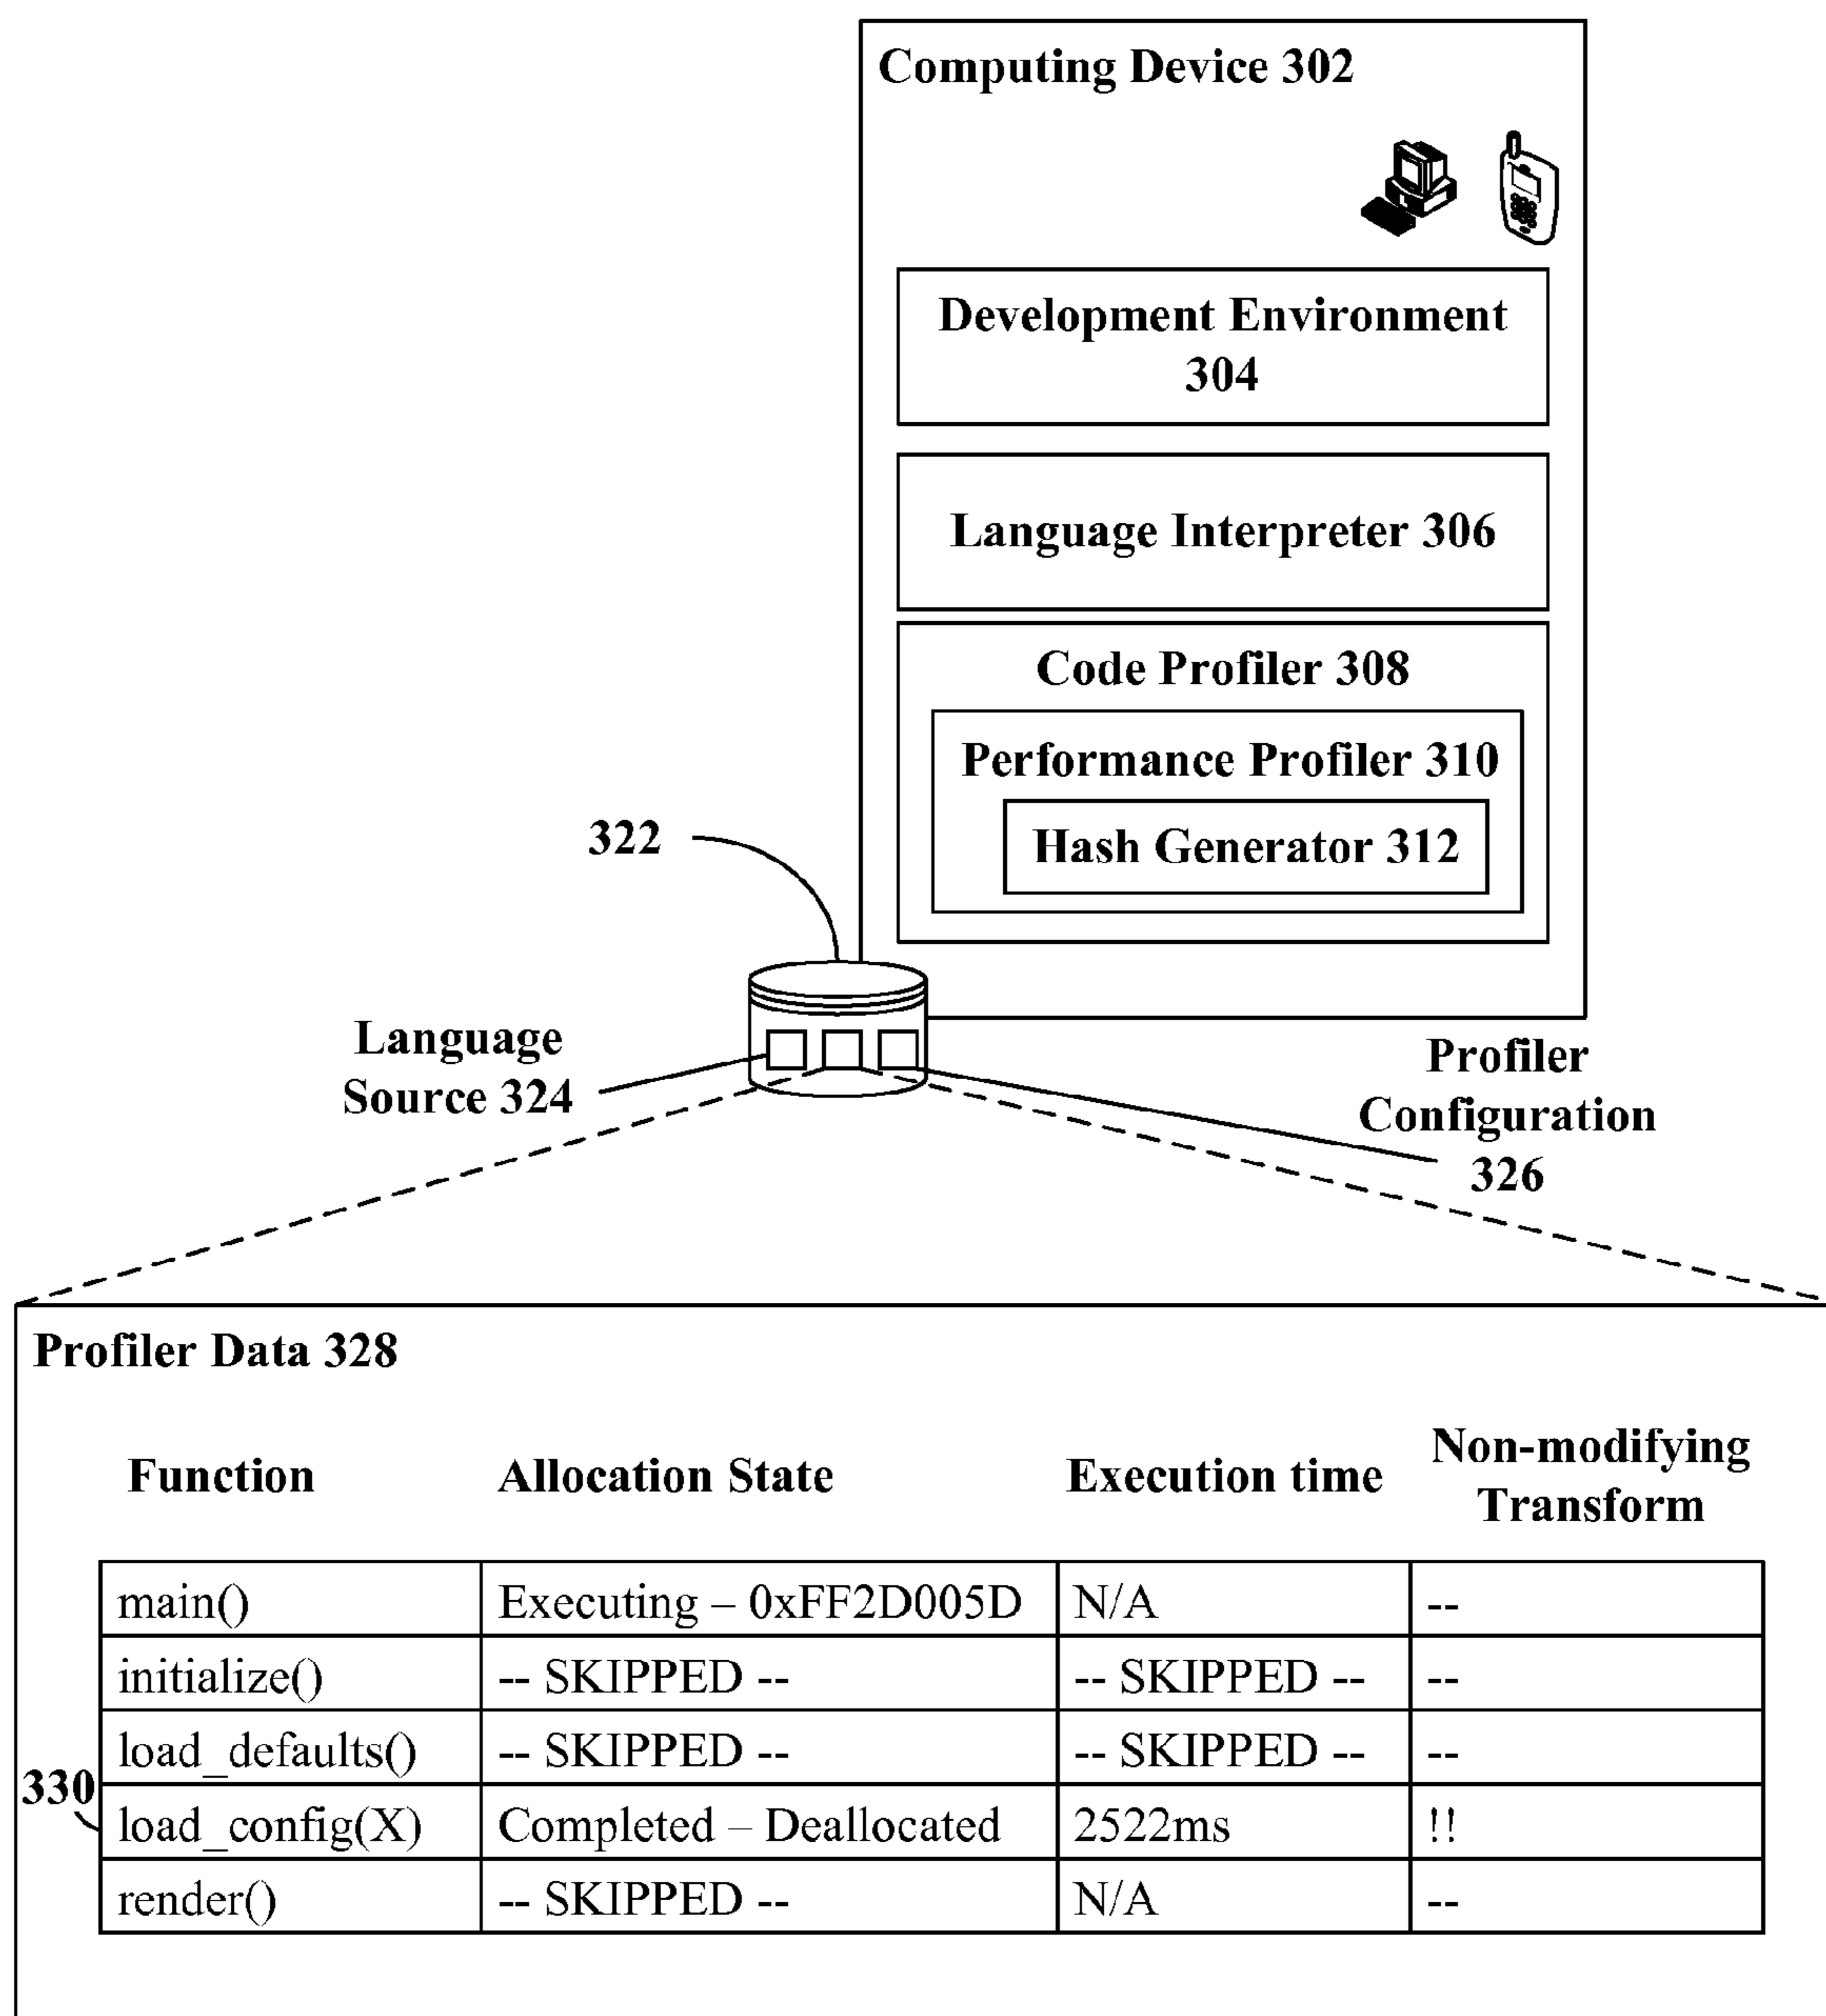 Computing Device 302
Development Environment
304
Language Interpreter 306
Code Profiler 308
Performance Profiler 310
Hash Generator 312
322
Language
Source 324
Profiler
Configuration
326
Profiler Data 328
Function Allocation State Execution time Non-modifying
Transform
main() Executing – 0xFF2D005D N/A --
initialize() -- SKIPPED -- -- SKIPPED -- --
load_defaults() -- SKIPPED -- -- SKIPPED -- --
330
load_config(X) Completed – Deallocated 2522ms !!
render() -- SKIPPED -- N/A --